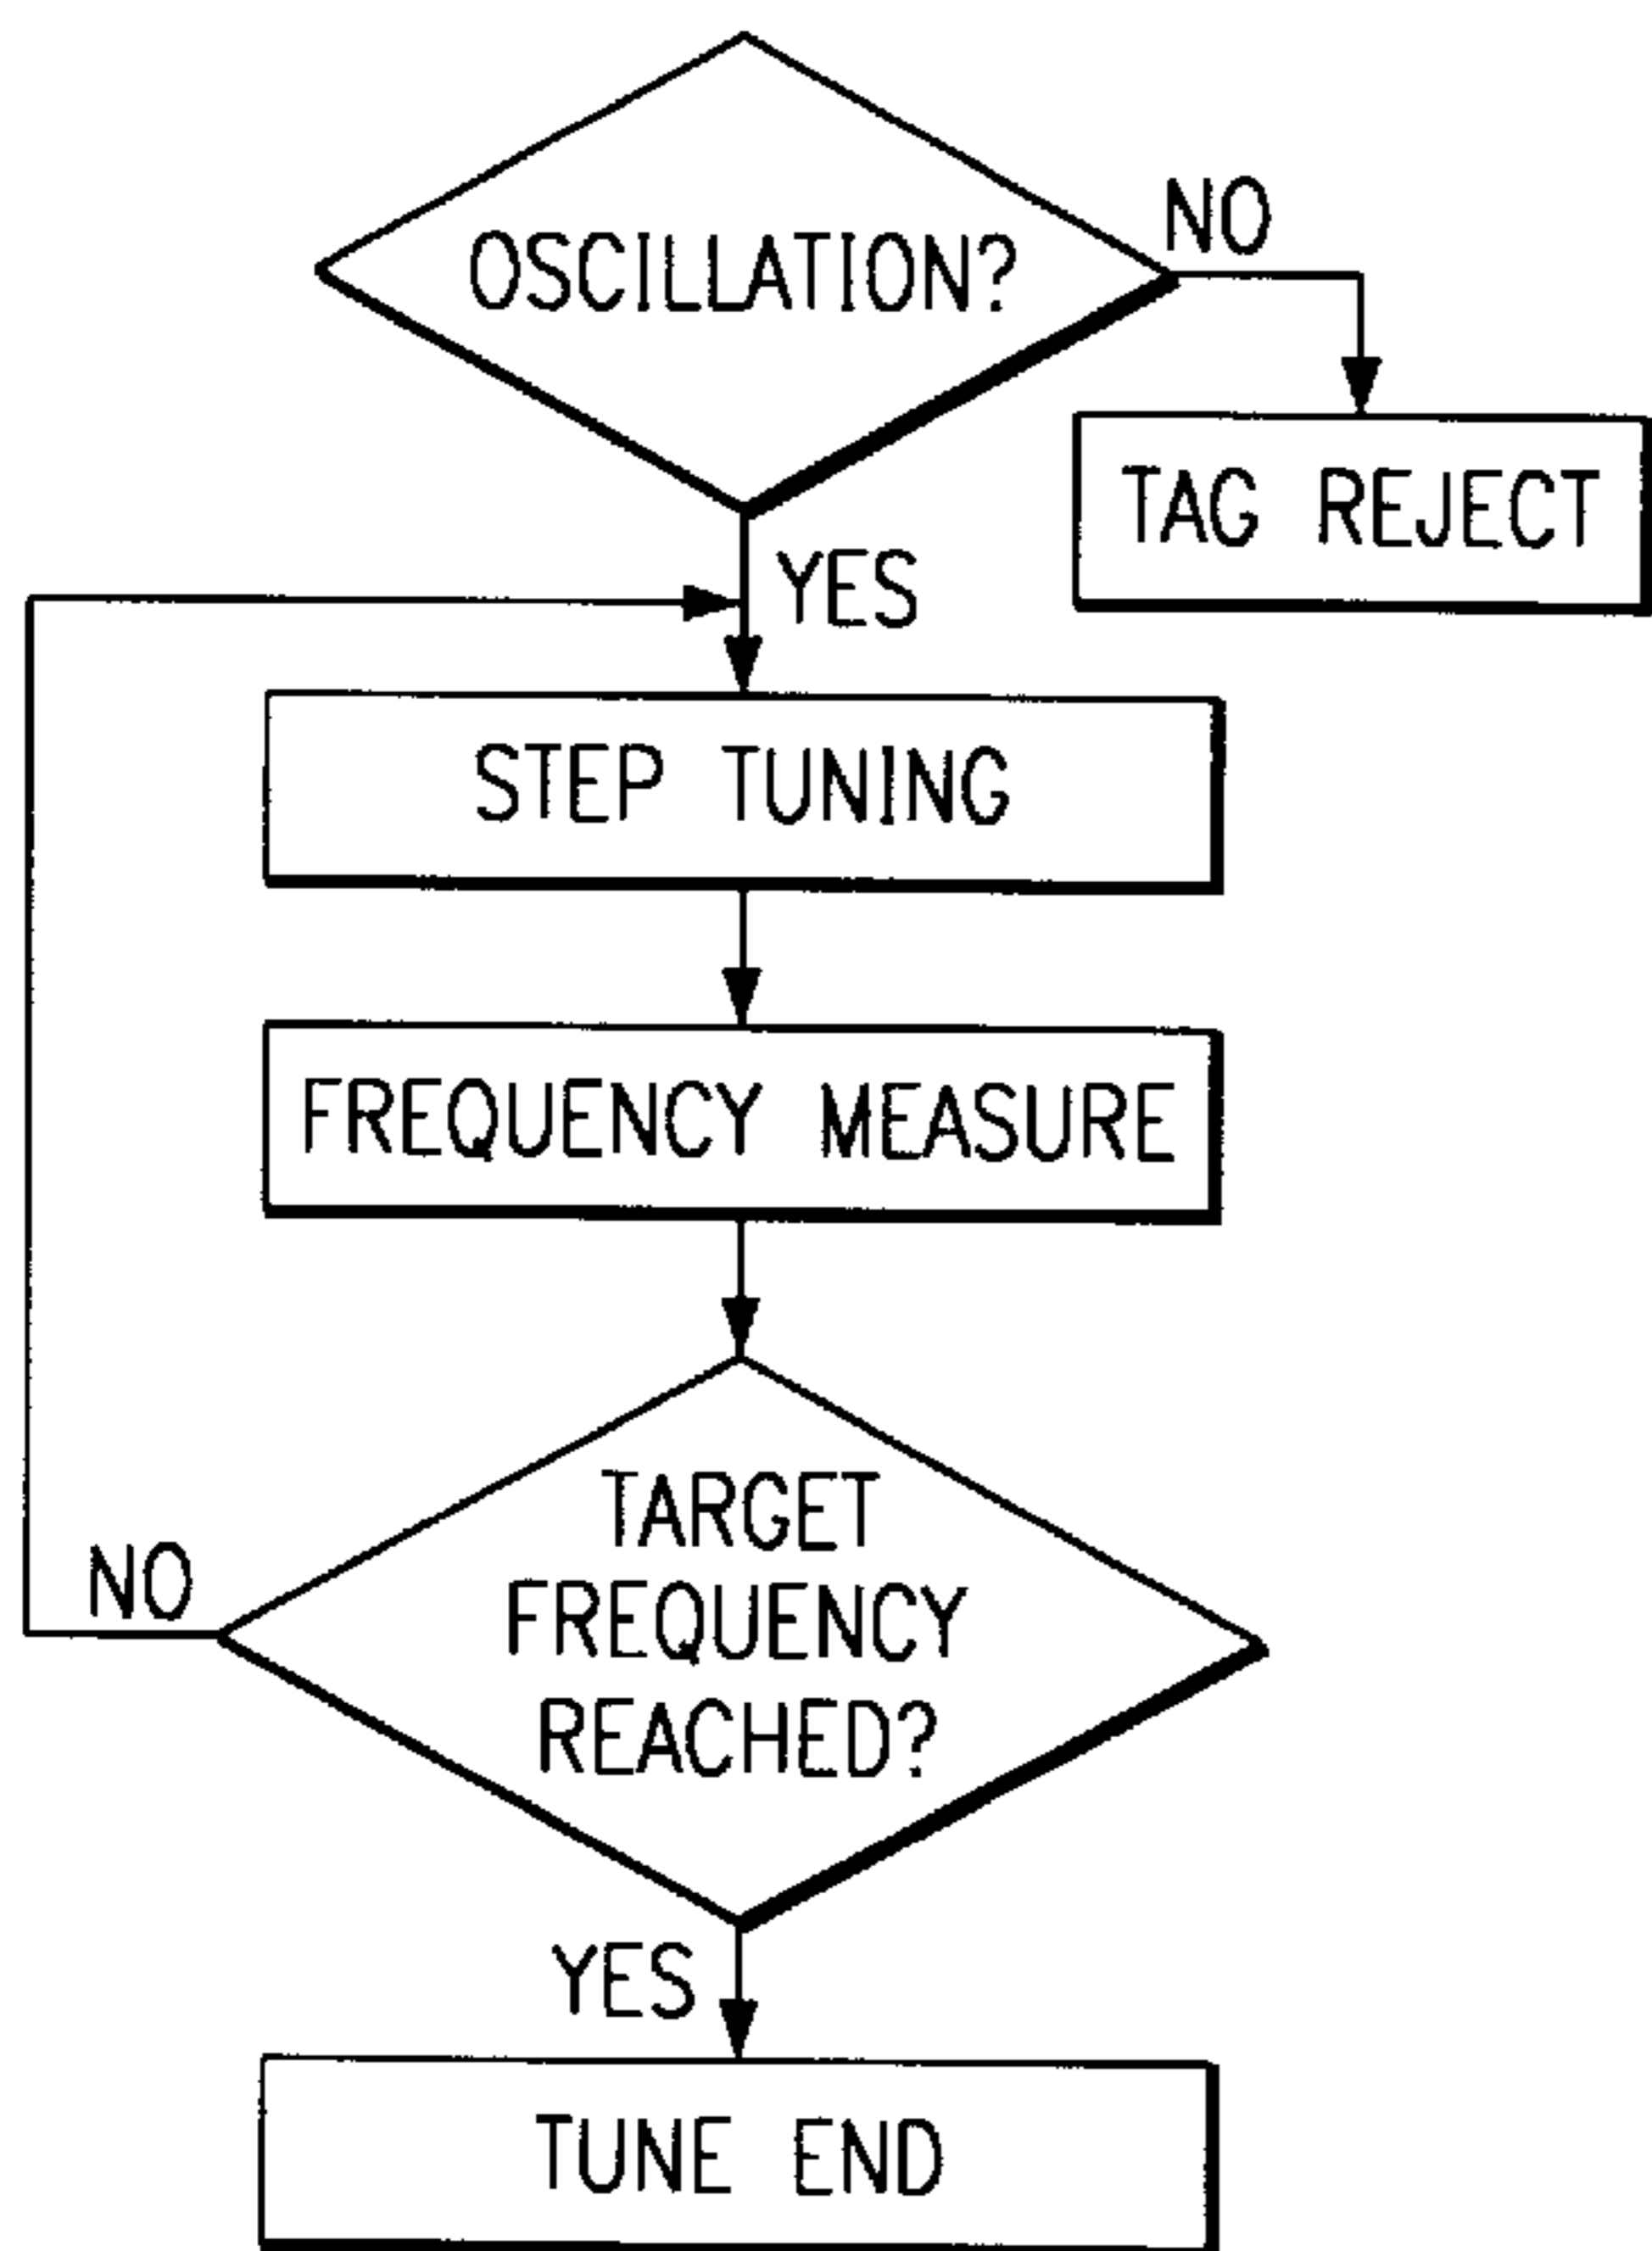 OSCILLATION?
NO
TAG REJECT
YES
STEP TUNING
FREQUENCY MEASURE
TARGET
FREQUENCY
REACHED?
NO
YES
TUNE END